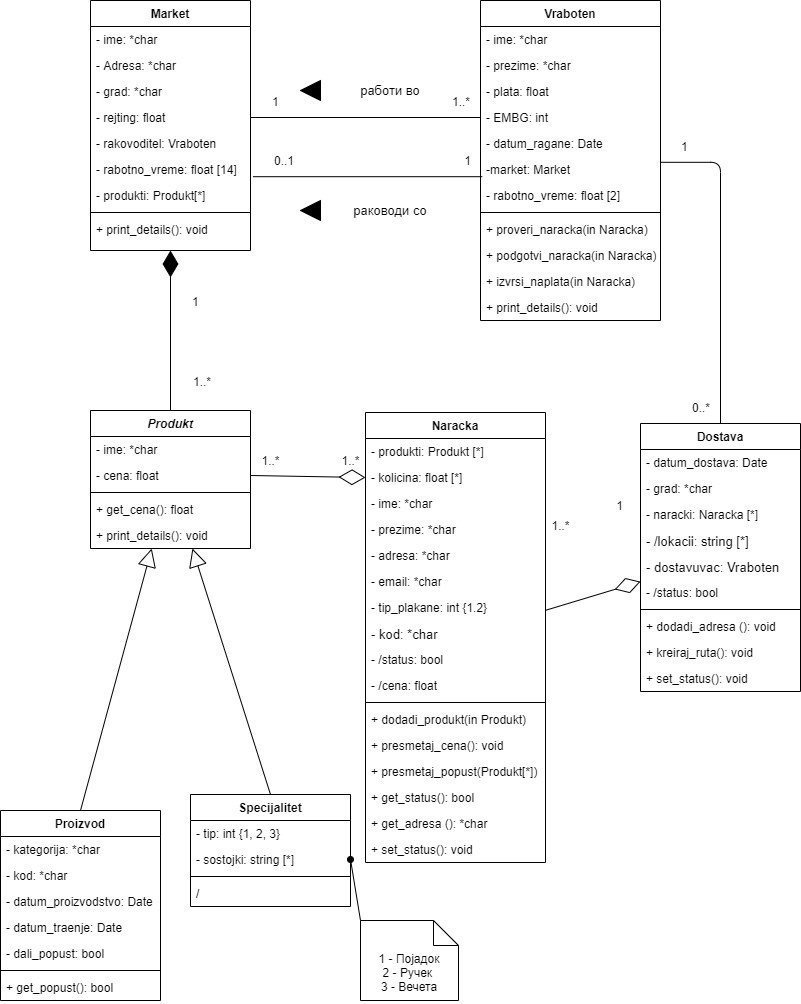 Market
- ime: *char
- Adresa: *char
- grad: *char
- rejting: float
- rakovoditel: Vraboten
- rabotno_vreme: float [14]
- produkti: Produkt[*]
+ print_details(): void
работи во
1
1..*
0..1
1
раководи со
Vraboten
- ime: *char
- prezime: *char
- plata: float
- EMBG: int
- datum_ragane: Date
-market: Market
- rabotno_vreme: float [2]
+ proveri_naracka(in Naracka)
+ podgotvi_naracka(in Naracka)
+ izvrsi_naplata(in Naracka)
+ print_details(): void
1
0..*
1
1..*
Produkt
- ime: *char
- cena: float
+ get_cena(): float
+ print_details(): void
1..*
1..*
Naracka
- produkti: Produkt [*]
- kolicina: float [*]
- ime: *char
- prezime: *char
- adresa: *char
- email: *char
- tip_plakane: int {1.2}
- kod: *char
- /status: bool
- /cena: float
+ dodadi_produkt(in Produkt)
+ presmetaj_cena(): void
+ presmetaj_popust(Produkt[*])
+ get_status(): bool
+ get_adresa (): *char
+ set_status(): void
1
1..*
Dostava
- datum_dostava: Date
- grad: *char
- naracki: Naracka [*]
- /lokacii: string [*]
- dostavuvac: Vraboten
- /status: bool
+ dodadi_adresa (): void
+ kreiraj_ruta(): void
+ set_status(): void
Proizvod
- kategorija: *char
- kod: *char
- datum_proizvodstvo: Date
- datum_traenje: Date
- dali_popust: bool
+ get_popust(): bool
Specijalitet
- tip: int {1, 2, 3}
- sostojki: string [*]
/
1 - Појадок
2 - Ручек
3 - Вечета